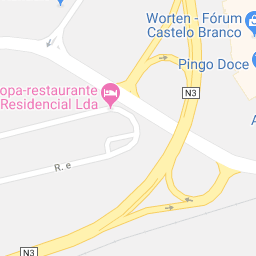 Worten - Fórum
Castelo Branco
Pingo Doce
opa-restaurante
Residencial Lda
N3
R. e
N3